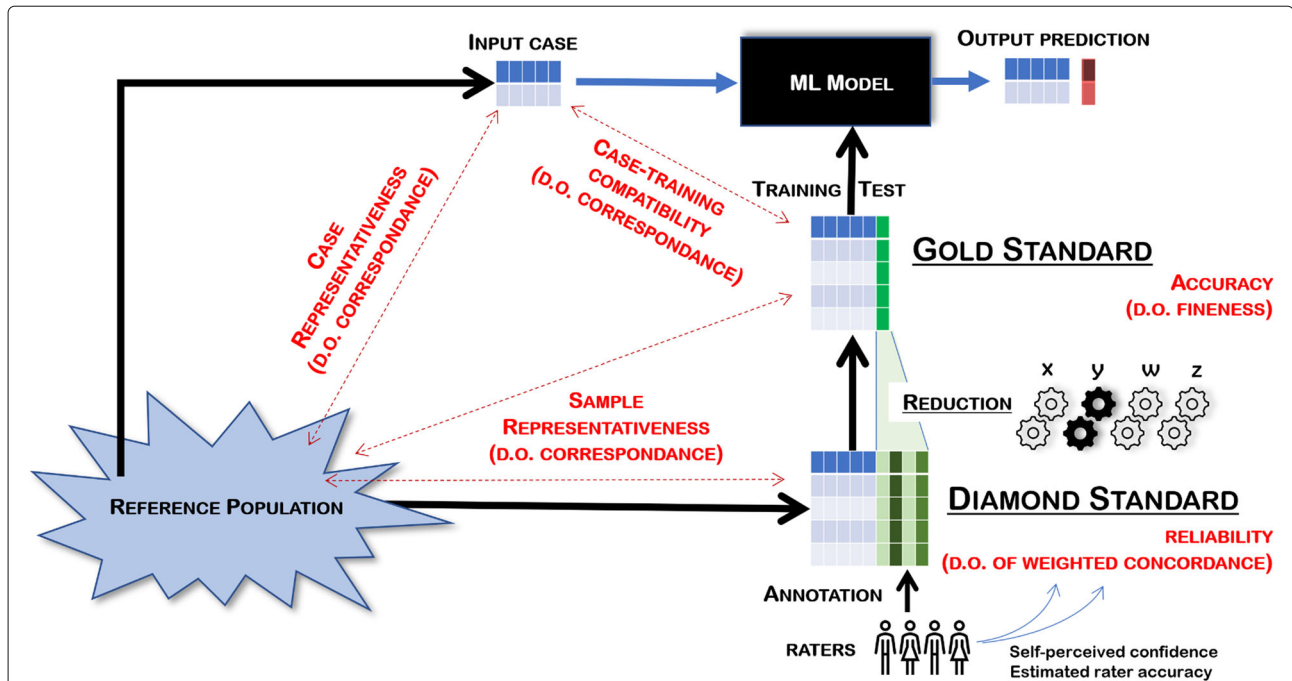 INPUT CASE
OUTPUT PREDICTION
ML MODEL
CASE
REPRESENTATIVENESS
(D.O. CORRESPONDANCE)
CASE-TRAINING
COMPATIBILITY
(D.O. CORRESPONDANCE)
TRAINING TEST
GOLD STANDARD
ACCURACY
(D.O. FINENESS)
x y w z
REDUCTION
SAMPLE
REPRESENTATIVENESS
(D.O. CORRESPONDANCE)
REFERENCE POPULATION
DIAMOND STANDARD
RELIABILITY
(D.O. OF WEIGHTED CONCORDANCE)
ANNOTATION
RATERS
Self-perceived confidence
Estimated rater accuracy